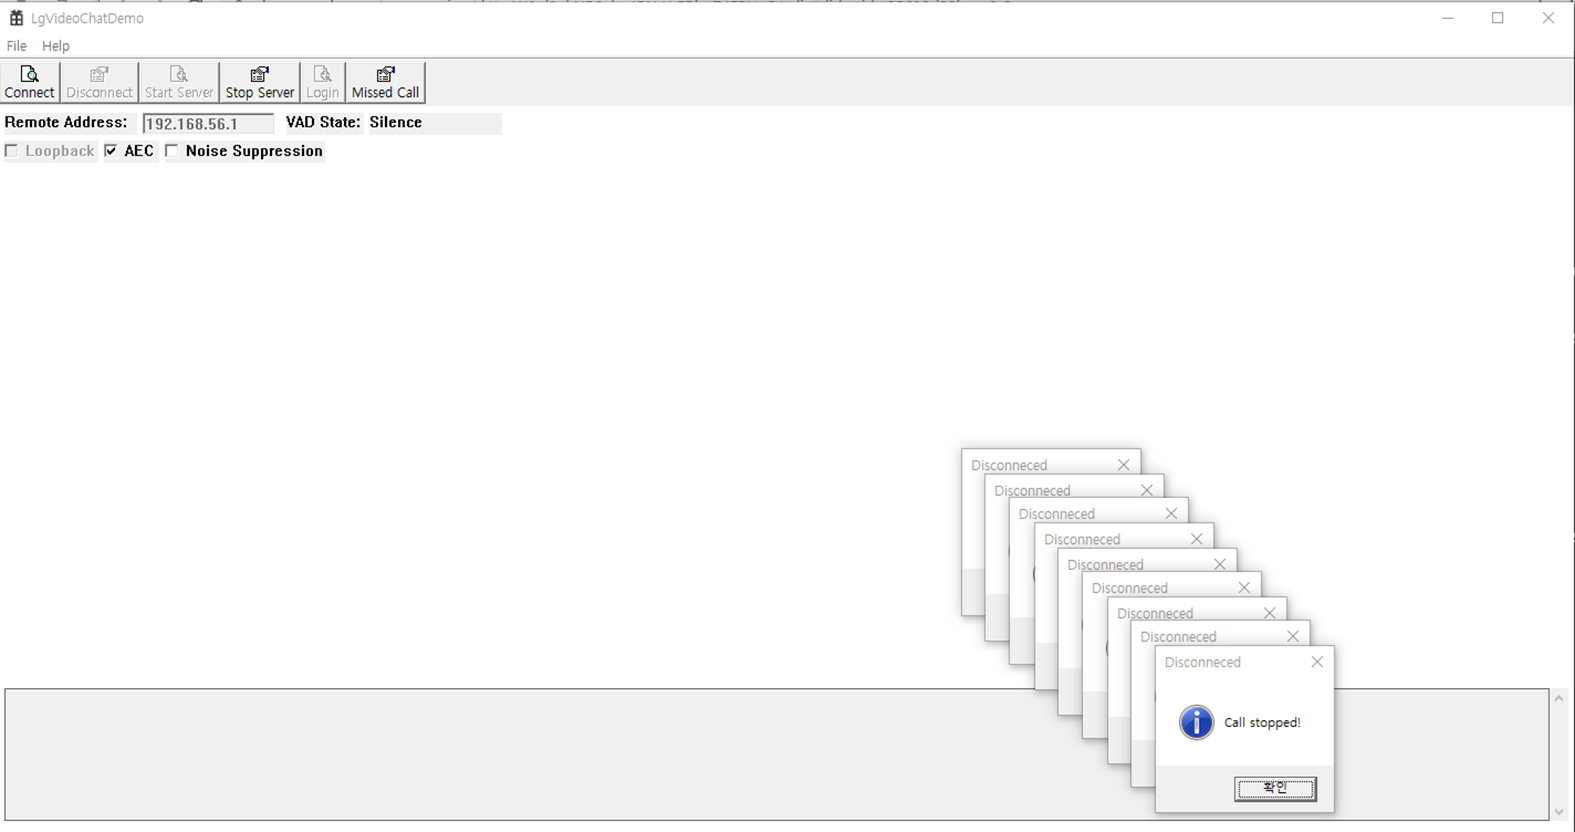 LgVideoChatDemo
File Help
Connect Disconnect Start Server Stop Server Login Missed Call
Remote Address: 192.168.56.1 VAD State: Silence
Loopback AEC Noise Suppression
Disconneced
Disconneced
Disconneced
Disconneced
Disconneced
Disconneced
Disconneced
Disconneced
Disconneced
Call stopped!
확인